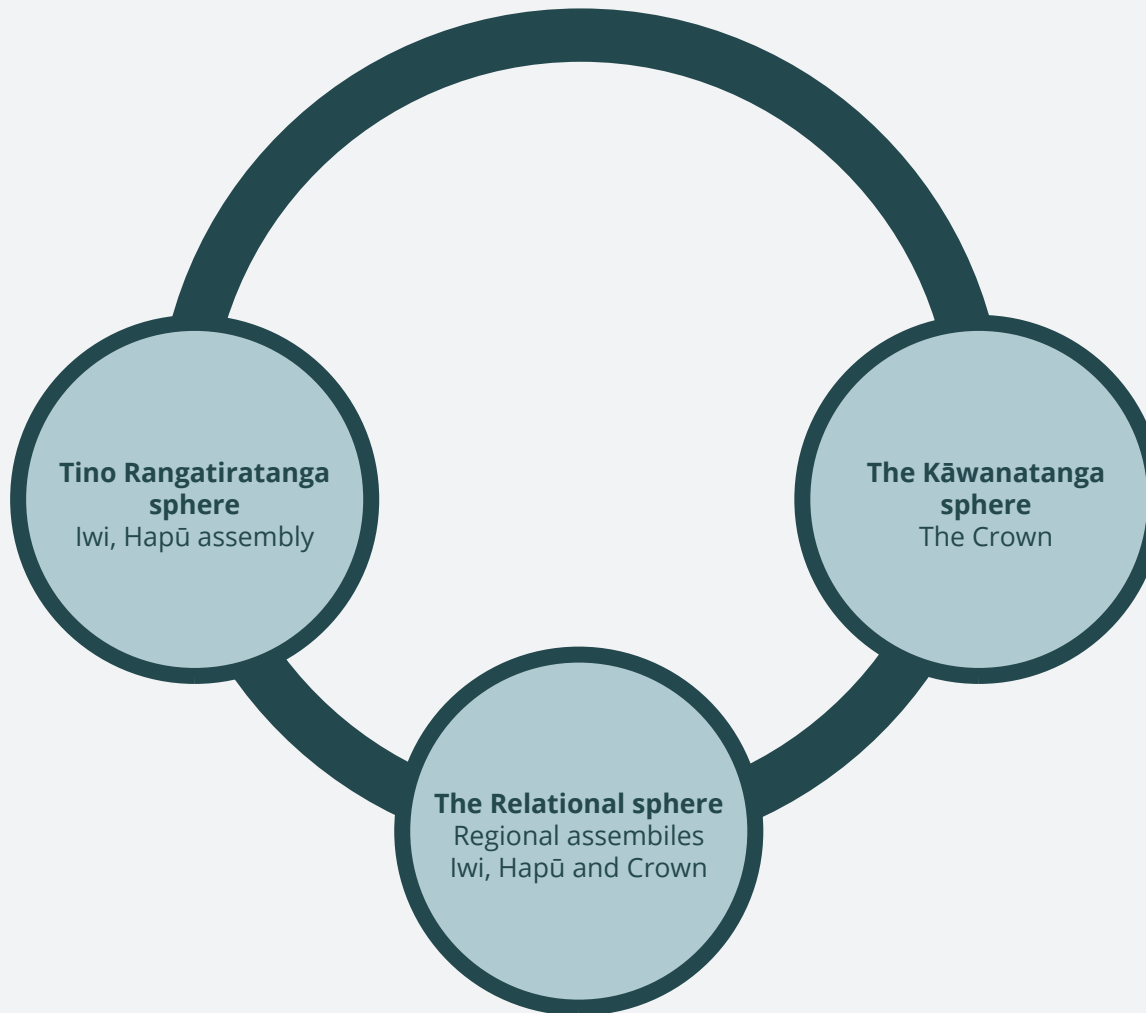 Tino Rangatiratanga
sphere
Iwi, Hapū assembly
The Kāwanatanga
sphere
The Crown
The Relational sphere
Regional assembiles
Iwi, Hapū and Crown